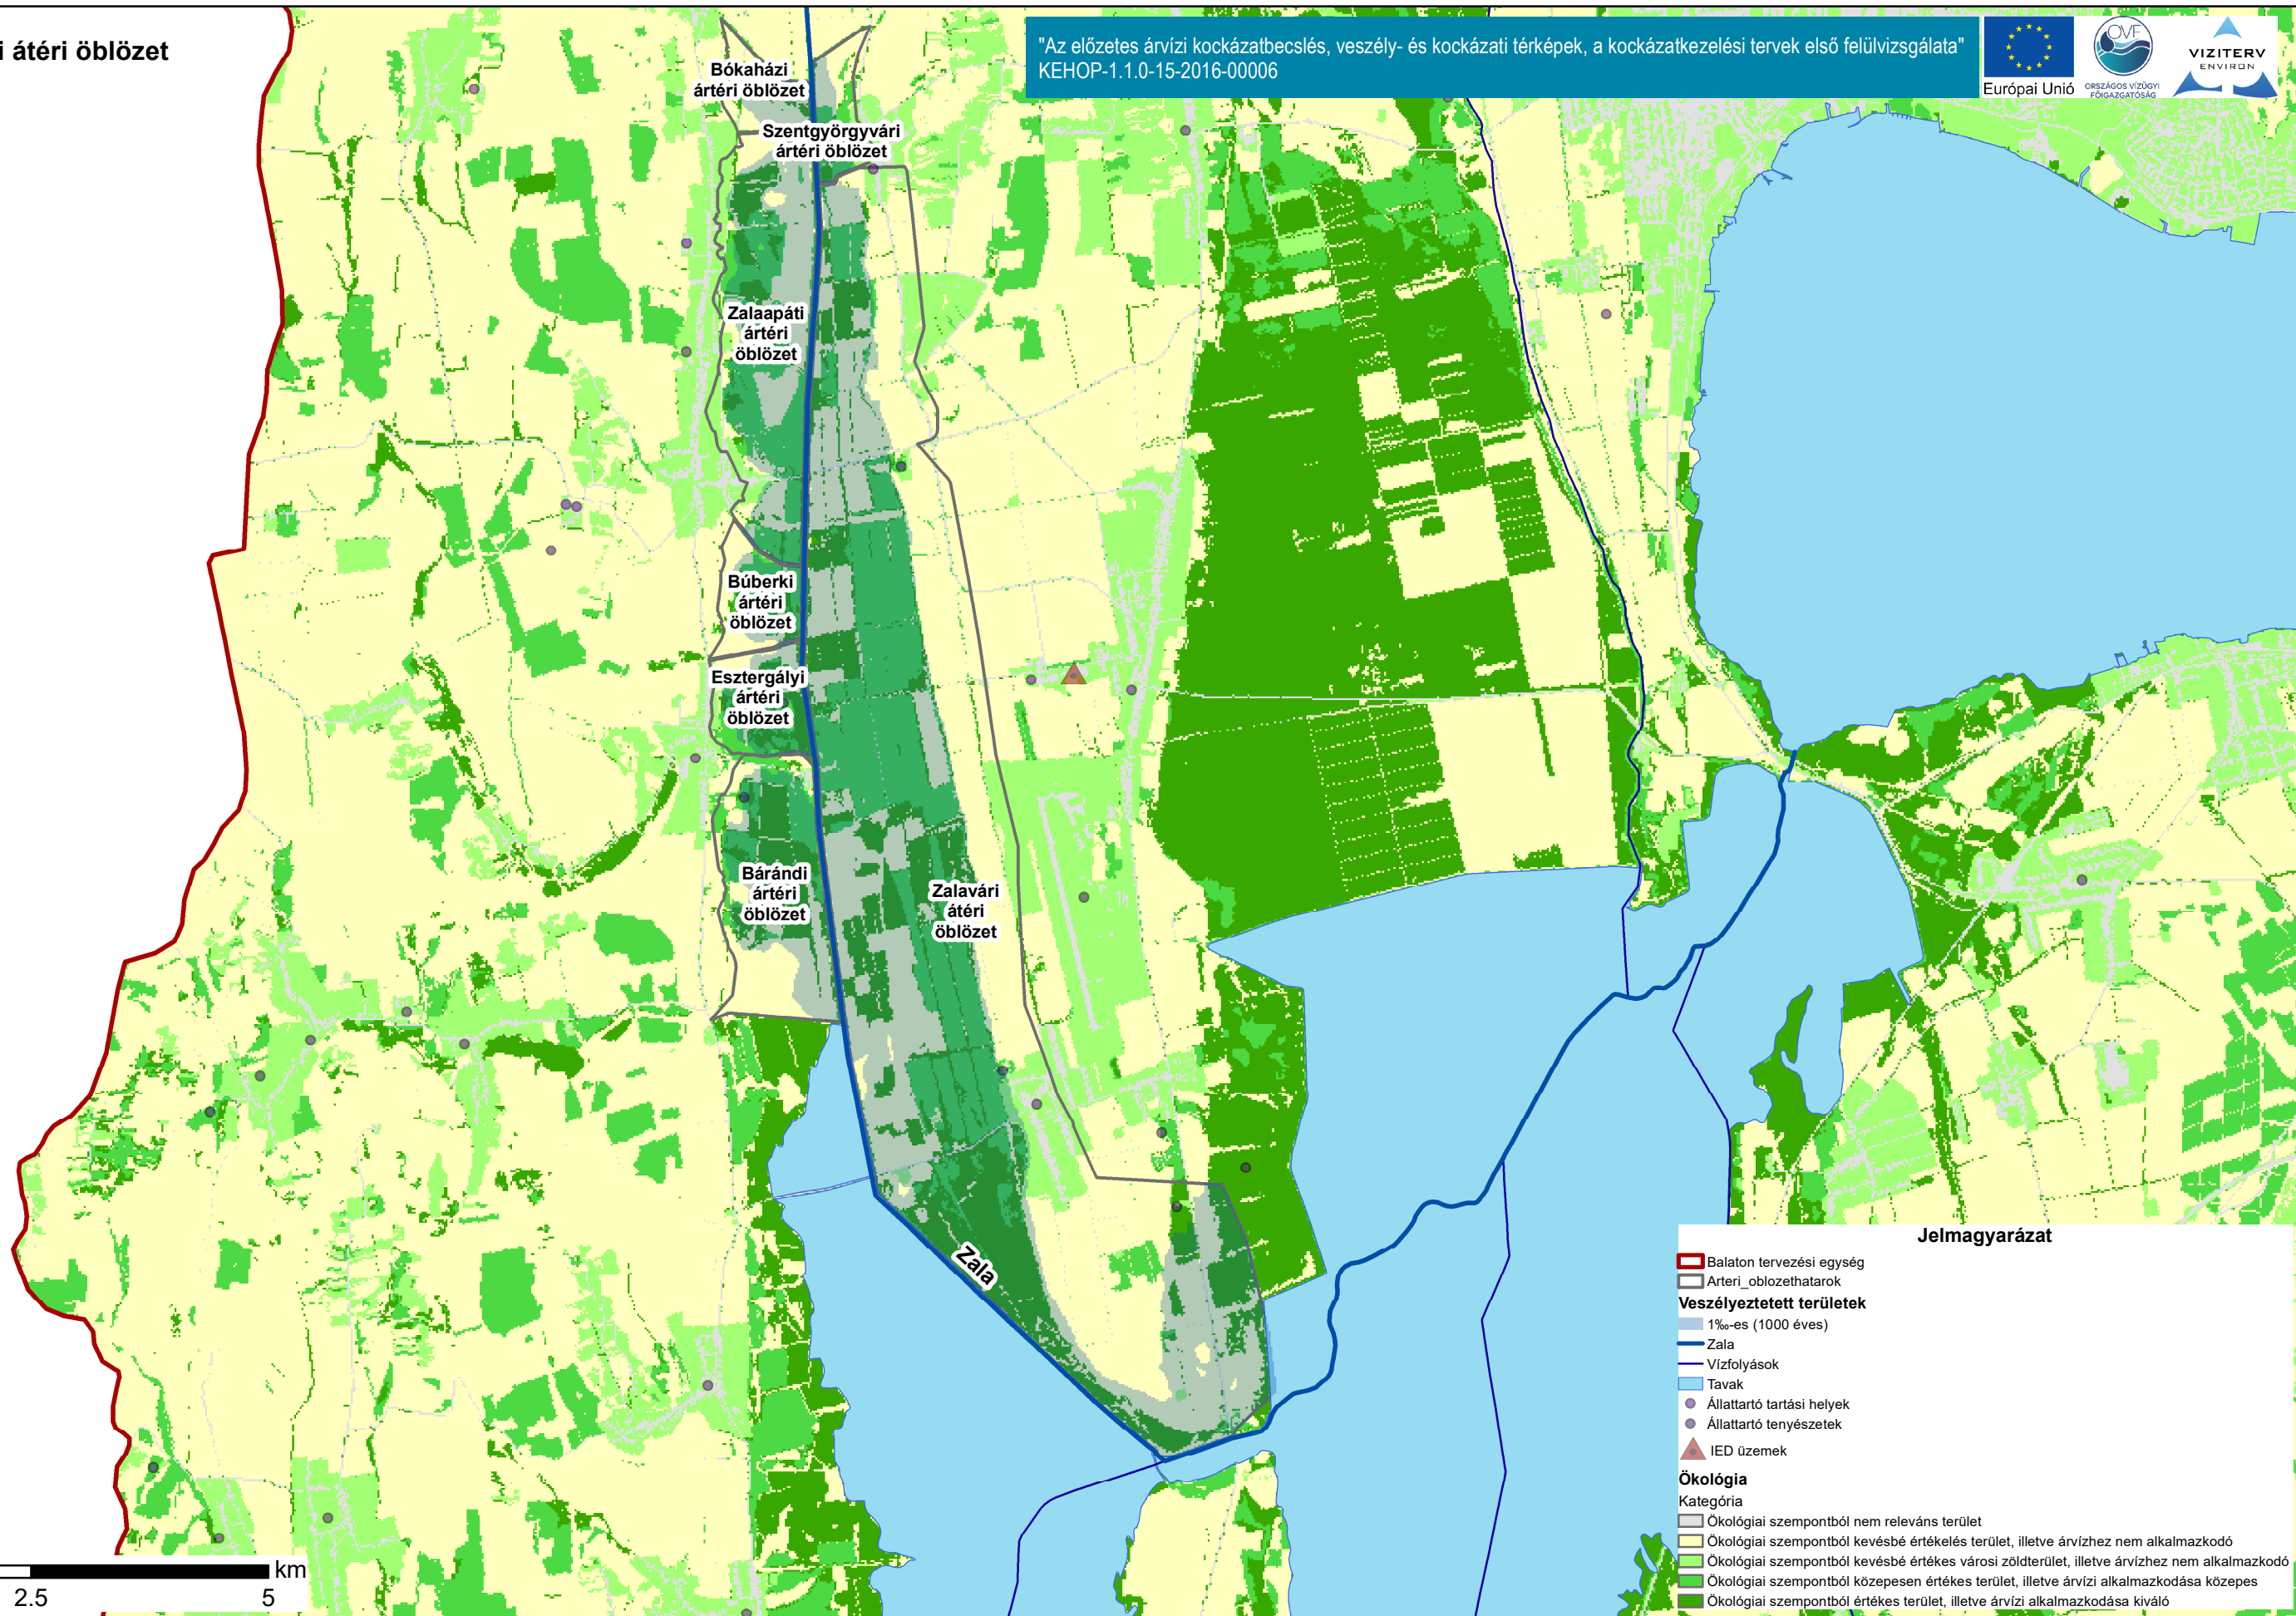 i átéri öblözet
"Az előzetes árvízi kockázatbecslés, veszély- és kockázati térképek, a kockázatkezelési tervek első felülvizsgálata"
KEHOP-1.1.0-15-2016-00006
Európai Unió
OVF
ORSZÁGOS VÍZÜGYI
FŐIGAZGATÓSÁG
VIZITERV
ENVIRON
Bókaházi
ártéri öblözet
Szentgyörgyvári
ártéri öblözet
Zalaapáti
ártéri
öblözet
Búberki
ártéri
öblözet
Esztergályi
ártéri
öblözet
Bárándi
ártéri
öblözet
Zalavári
átéri
öblözet
Zala
Jelmagyarázat
Balaton tervezési egység
Arteri_oblozethatarok
Veszélyeztetett területek
1‰-es (1000 éves)
Zala
Vízfolyások
Tavak
Állattartó tartási helyek
Állattartó tenyészetek
IED üzemek
Ökológia
Kategória
Ökológiai szempontból nem releváns terület
Ökológiai szempontból kevésbé értékelés terület, illetve árvízhez nem alkalmazkodó
Ökológiai szempontból kevésbé értékes városi zöldterület, illetve árvízhez nem alkalmazkodó
Ökológiai szempontból közepesen értékes terület, illetve árvízi alkalmazkodása közepes
Ökológiai szempontból értékes terület, illetve árvízi alkalmazkodása kiváló
km
2.5 5